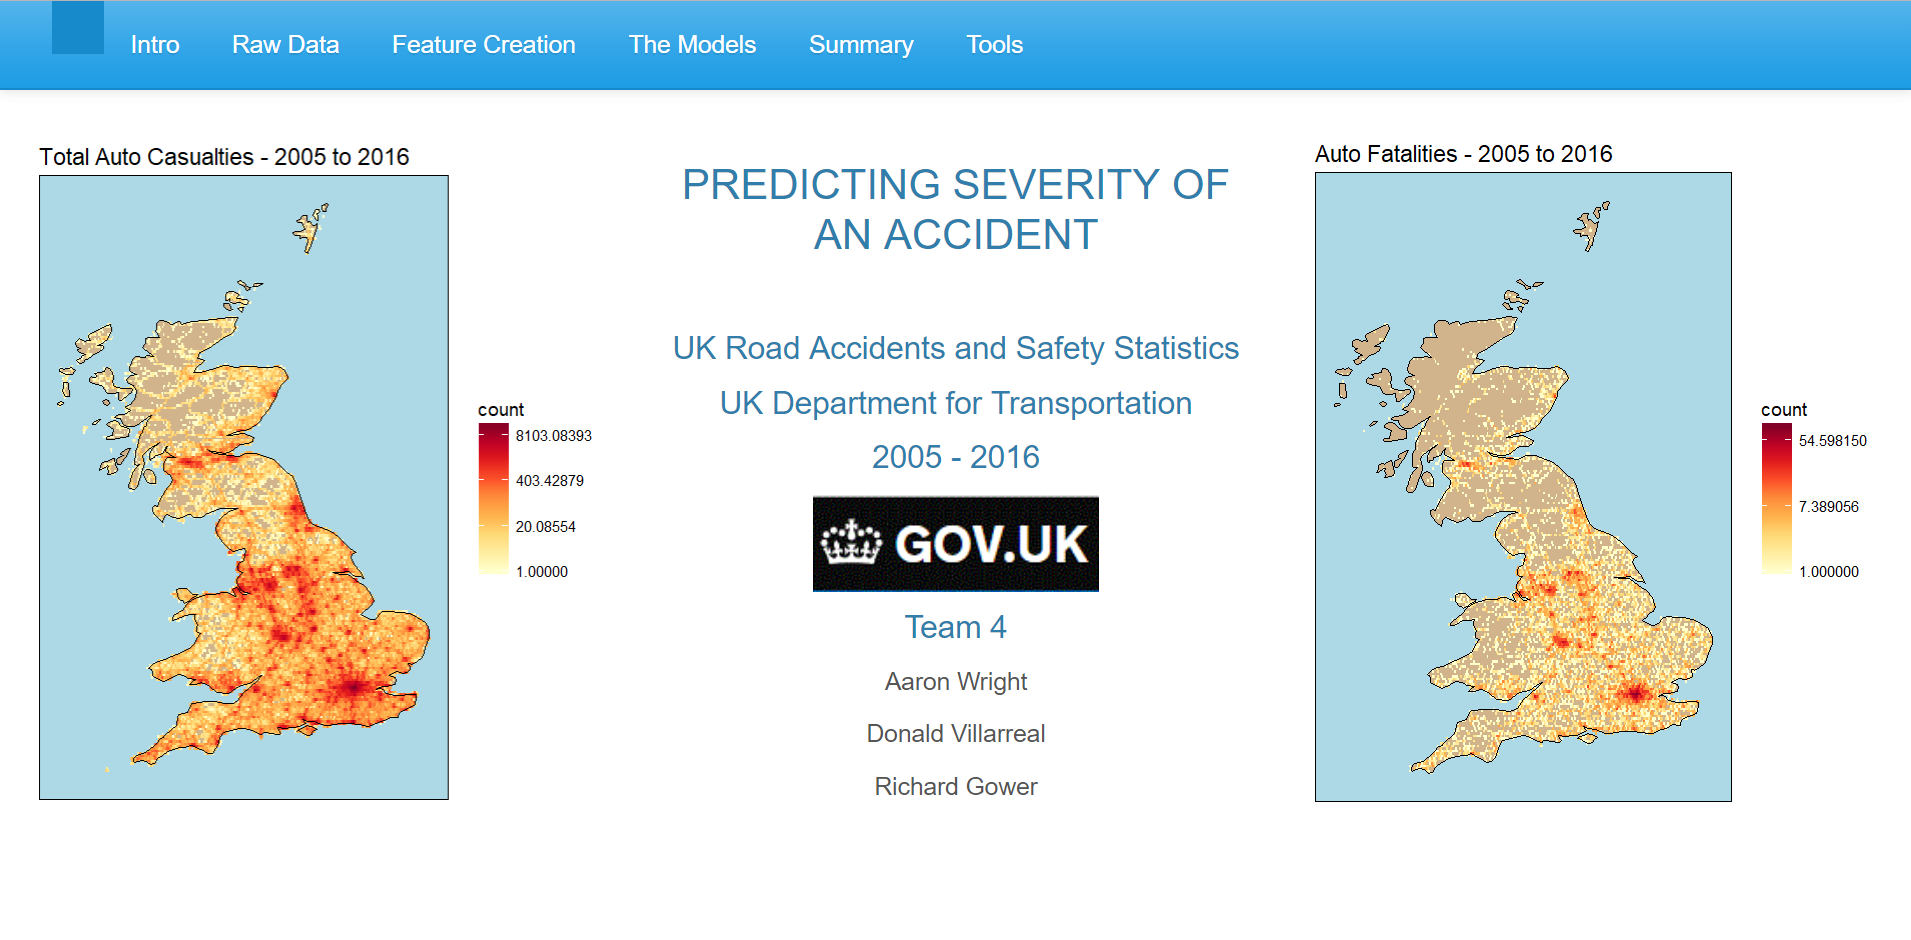 Intro Raw Data Feature Creation The Models Summary Tools
Total Auto Casualties - 2005 to 2016
count
8103.08393
403.42879
20.08554
1.00000
PREDICTING SEVERITY OF
AN ACCIDENT
UK Road Accidents and Safety Statistics
UK Department for Transportation
2005 - 2016
GOV.UK
Team 4
Aaron Wright
Donald Villarreal
Richard Gower
Auto Fatalities - 2005 to 2016
count
54.598150
7.389056
1.000000